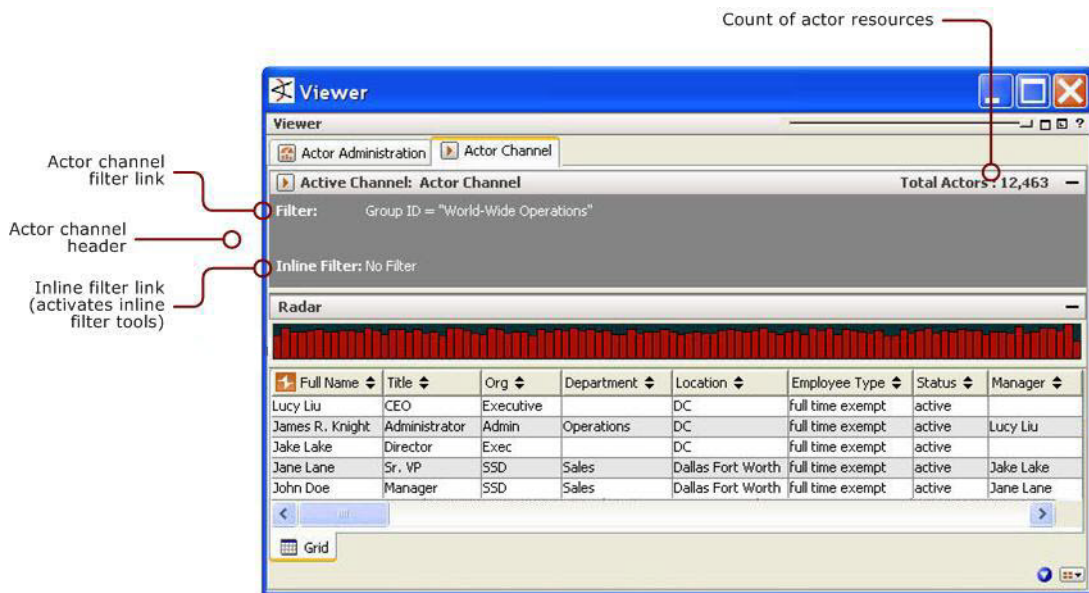 Count of actor resources
Viewer
Viewer
Actor Administration Actor Channel
Actor channel
filter link
Active Channel: Actor Channel Total Actors : 12,463
Filter: Group ID = "World-Wide Operations"
Actor channel
header
Inline Filter: No Filter
Inline filter link
(activates inline
filter tools)
Radar
Full Name Title Org Department Location Employee Type Status Manager
Lucy Liu CEO Executive DC full time exempt active
James R. Knight Administrator Admin Operations DC full time exempt active Lucy Liu
Jake Lake Director Exec DC full time exempt active
Jane Lane Sr. VP SSD Sales Dallas Fort Worth full time exempt active Jake Lake
John Doe Manager SSD Sales Dallas Fort Worth full time exempt active Jane Lane
Grid